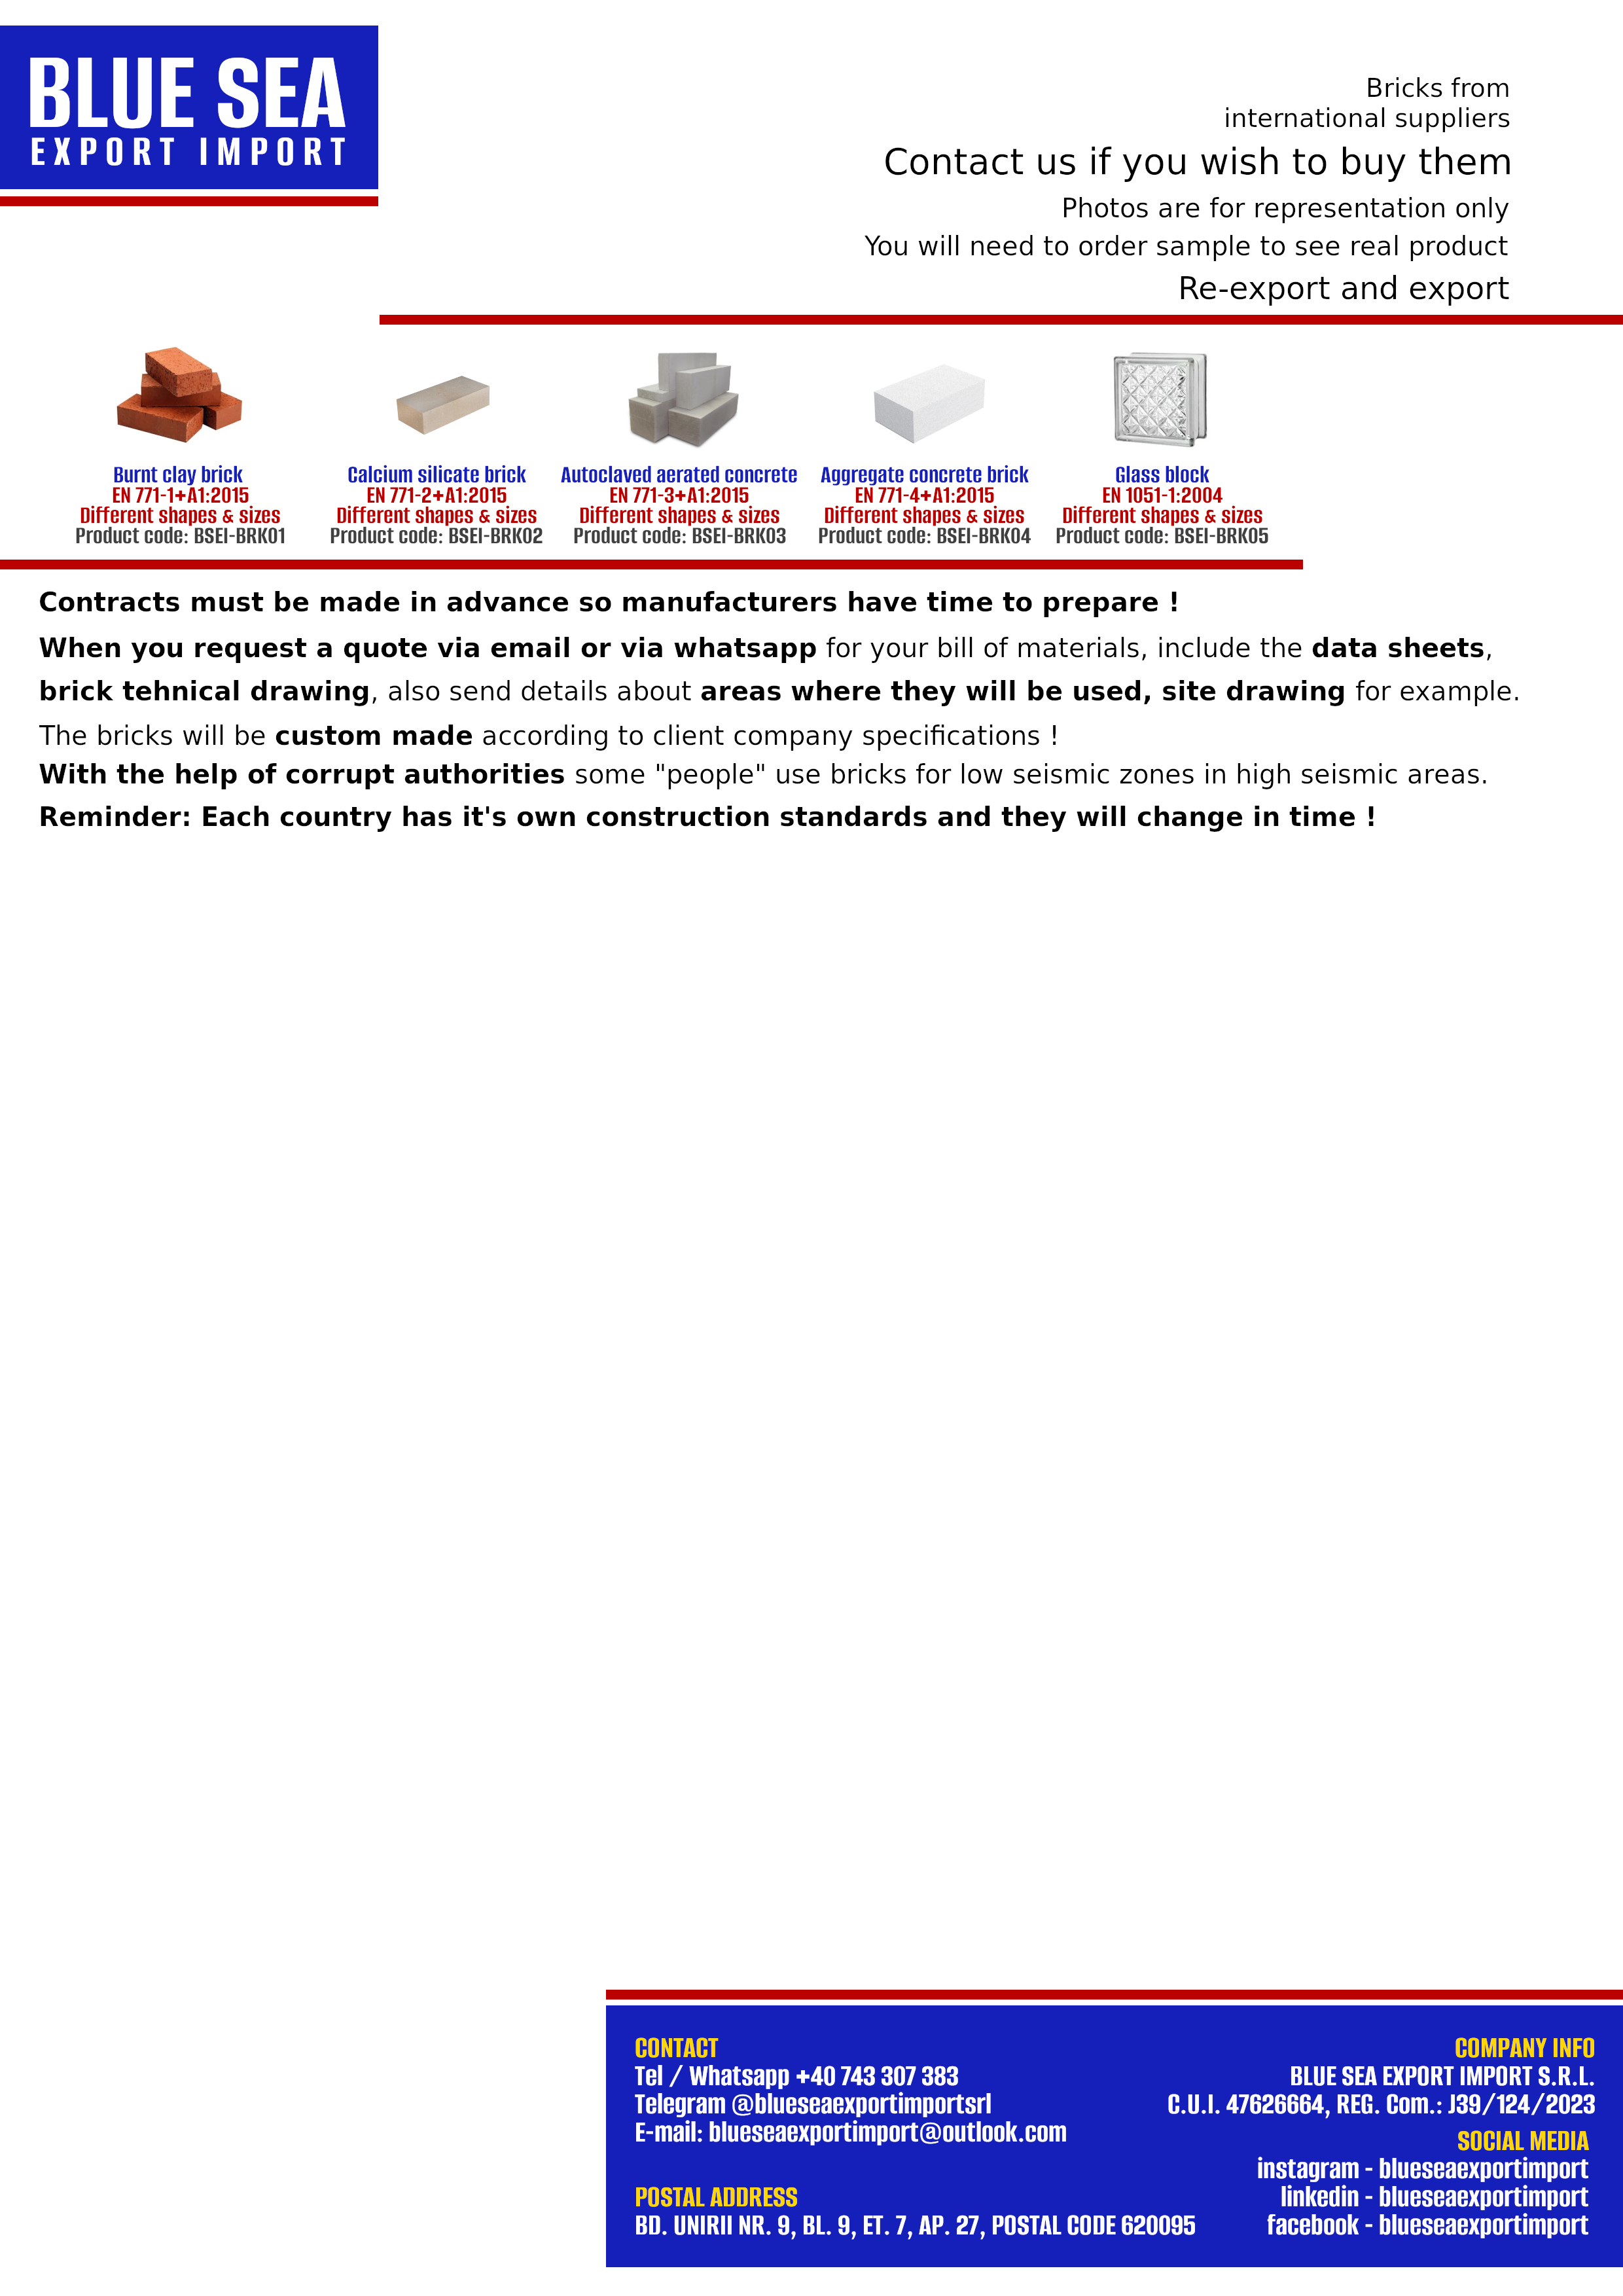 BLUE SEA
EXPORT IMPORT
Bricks from
international suppliers
Contact us if you wish to buy them
Photos are for representation only
You will need to order sample to see real product
Re-export and export
Burnt clay brick
EN 771-1+A1:2015
Different shapes & sizes
Product code: BSEI-BRK01
Calcium silicate brick
EN 771-2+A1:2015
Different shapes & sizes
Product code: BSEI-BRK02
Autoclaved aerated concrete
EN 771-3+A1:2015
Different shapes & sizes
Product code: BSEI-BRK03
Aggregate concrete brick
EN 771-4+A1:2015
Different shapes & sizes
Product code: BSEI-BRK04
Glass block
EN 1051-1:2004
Different shapes & sizes
Product code: BSEI-BRK05
Contracts must be made in advance so manufacturers have time to prepare !
When you request a quote via email or via whatsapp for your bill of materials, include the data sheets,
brick tehnical drawing, also send details about areas where they will be used, site drawing for example.
The bricks will be custom made according to client company specifications !
With the help of corrupt authorities some "people" use bricks for low seismic zones in high seismic areas.
Reminder: Each country has it's own construction standards and they will change in time !
CONTACT
Tel / Whatsapp +40 743 307 383
Telegram @blueseaexportimportsrl
E-mail: blueseaexportimport@outlook.com
POSTAL ADDRESS
BD. UNIRII NR. 9, BL. 9, ET. 7, AP. 27, POSTAL CODE 620095
COMPANY INFO
BLUE SEA EXPORT IMPORT S.R.L.
C.U.I. 47626664, REG. Com.: J39/124/2023
SOCIAL MEDIA
instagram - blueseaexportimport
linkedin - blueseaexportimport
facebook - blueseaexportimport